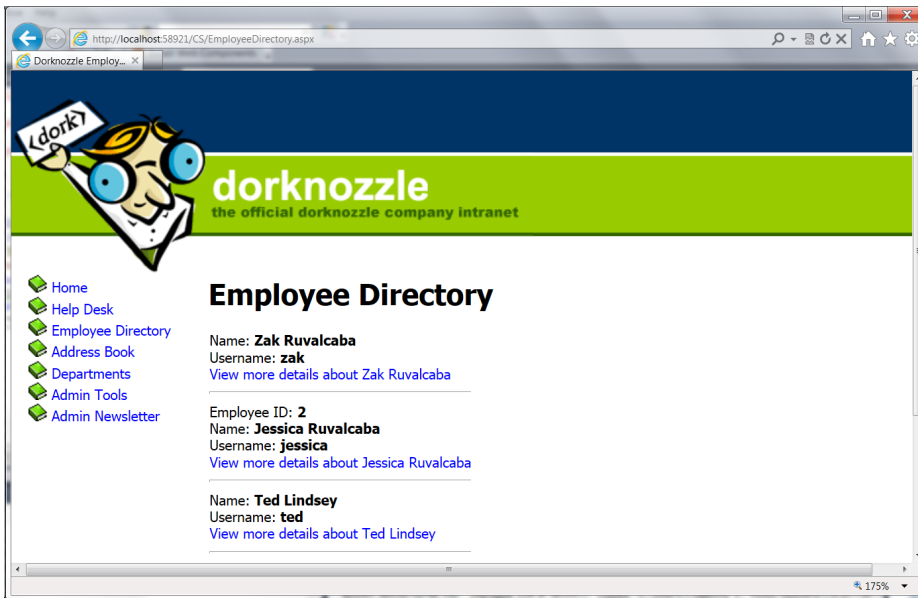 http://localhost:58921/CS/EmployeeDirectory.aspx
Dorknozzle Employ...
<dork>
dorknozzle
the official dorknozzle company intranet
Home
Help Desk
Employee Directory
Address Book
Departments
Admin Tools
Admin Newsletter
Employee Directory
Name: Zak Ruvalcaba
Username: zak
View more details about Zak Ruvalcaba
Employee ID: 2
Name: Jessica Ruvalcaba
Username: jessica
View more details about Jessica Ruvalcaba
Name: Ted Lindsey
Username: ted
View more details about Ted Lindsey
175%